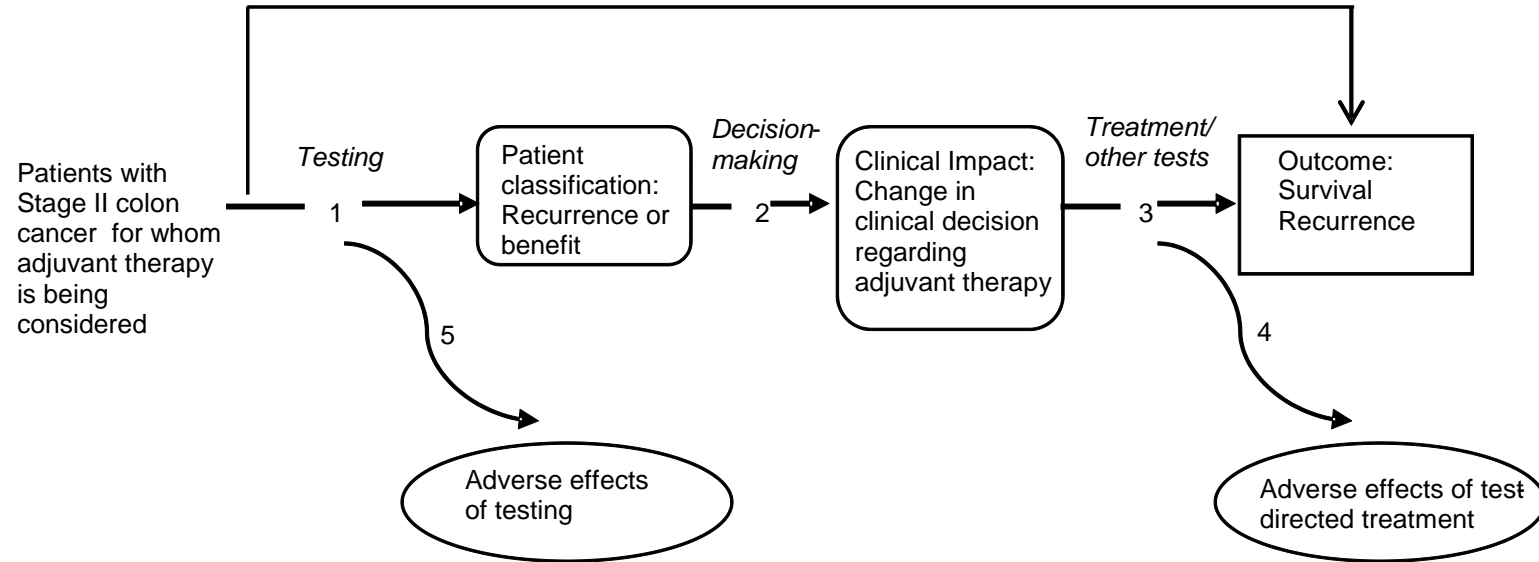 Patients with
Stage II colon
cancer  for whom
adjuvant therapy
is being
considered
Testing
1
Patient
classification:
Recurrence or
benefit
Decision-
making
2
Clinical Impact:
Change in
clinical decision
regarding
adjuvant therapy
Treatment/
other tests
3
Outcome:
Survival
Recurrence
5
4
Adverse effects
of testing
Adverse effects of test-
directed treatment